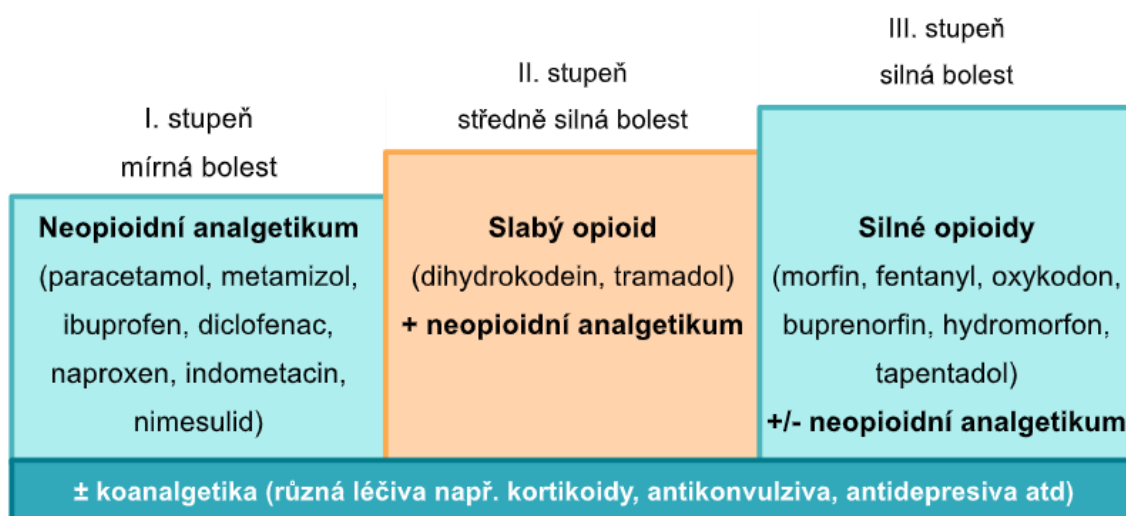 I. stupeň
mírná bolest
Neopioidní analgetikum
(paracetamol, metamizol,
ibuprofen, diclofenac,
naproxen, indometacin,
nimesulid)
II. stupeň
středně silná bolest
Slabý opioid
(dihydrokodein, tramadol)
+ neopioidní analgetikum
III. stupeň
silná bolest
Silné opioidy
(morfin, fentanyl, oxykodon,
buprenorfin, hydromorfon,
tapentadol)
+/- neopioidní analgetikum
± koanalgetika (různá léčiva např. kortikoidy, antikonvulziva, antidepresiva atd)